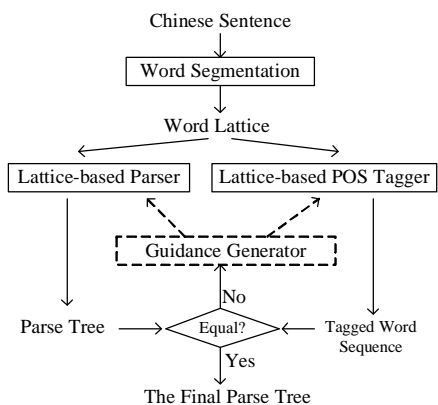 Chinese Sentence
Word Segmentation
Word Lattice
Lattice-based Parser
Lattice-based POS Tagger
Guidance Generator
No
Parse Tree
Equal?
Tagged Word
Sequence
Yes
The Final Parse Tree